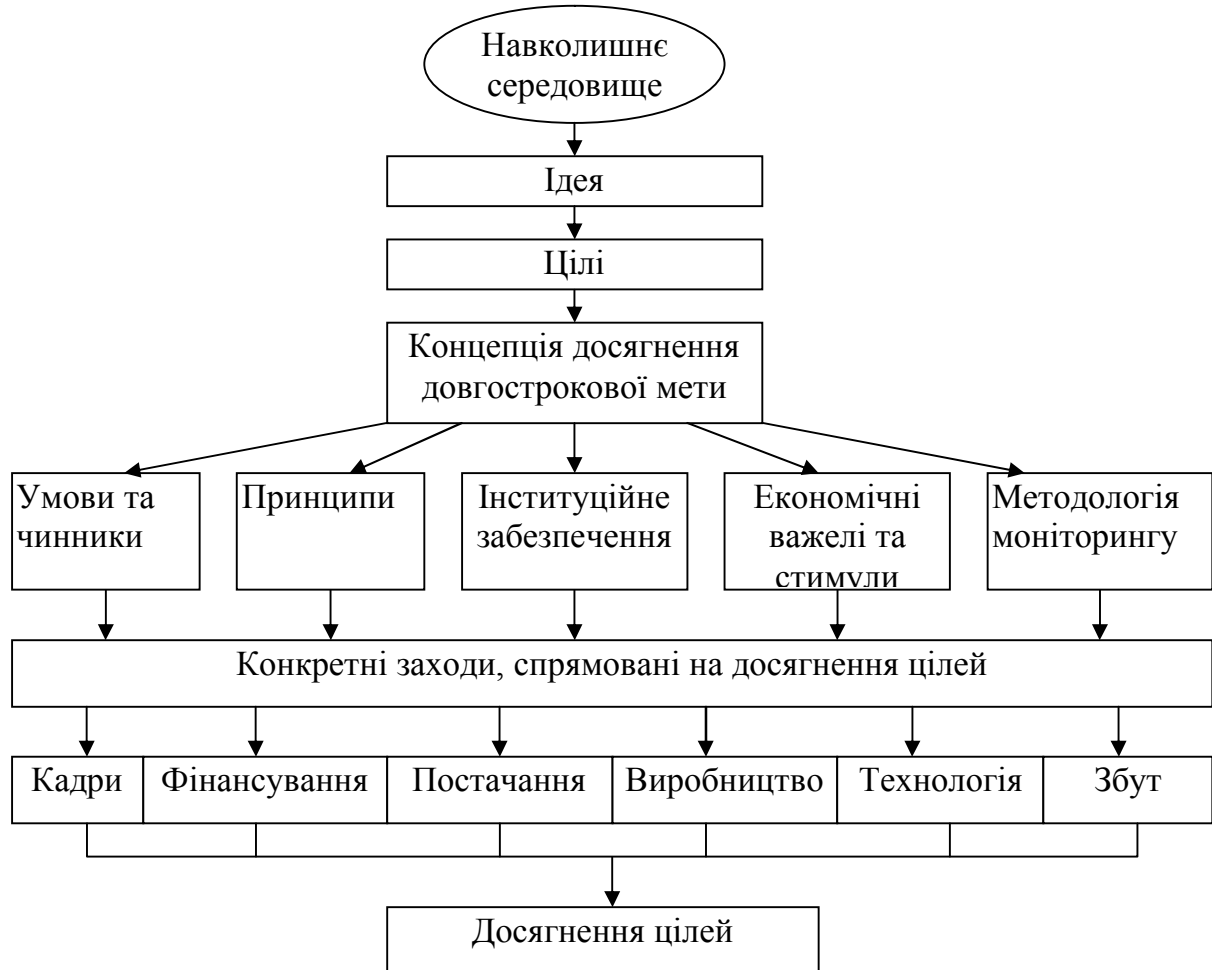 Навколишнє
середовище
Ідея
Цілі
Концепція досягнення
довгострокової мети
Умови та
чинники
Принципи
Інституційне
забезпечення
Економічні
важелі та
стимули
Методологія
моніторингу
Конкретні заходи, спрямовані на досягнення цілей
Кадри
Фінансування
Постачання
Виробництво
Технологія
Збут
Досягнення цілей